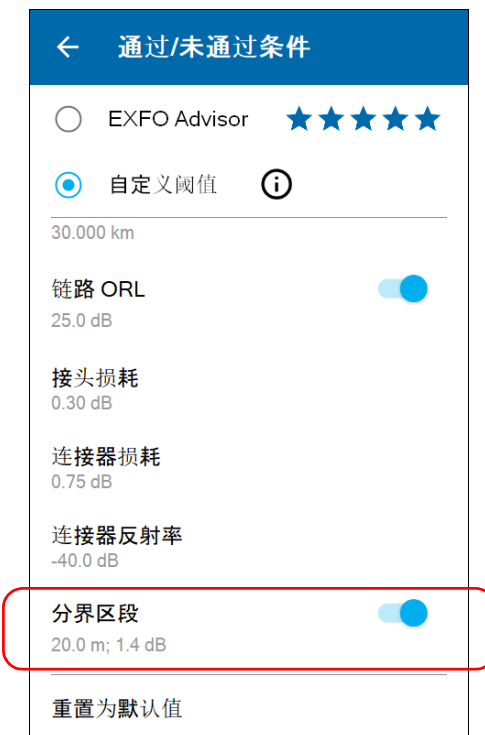 通过/未通过条件
EXFO Advisor
自定义阈值
30.000 km
链路 ORL
25.0 dB
接头损耗
0.30 dB
连接器损耗
0.75 dB
连接器反射率
-40.0 dB
分界区段
20.0 m; 1.4 dB
重置为默认值